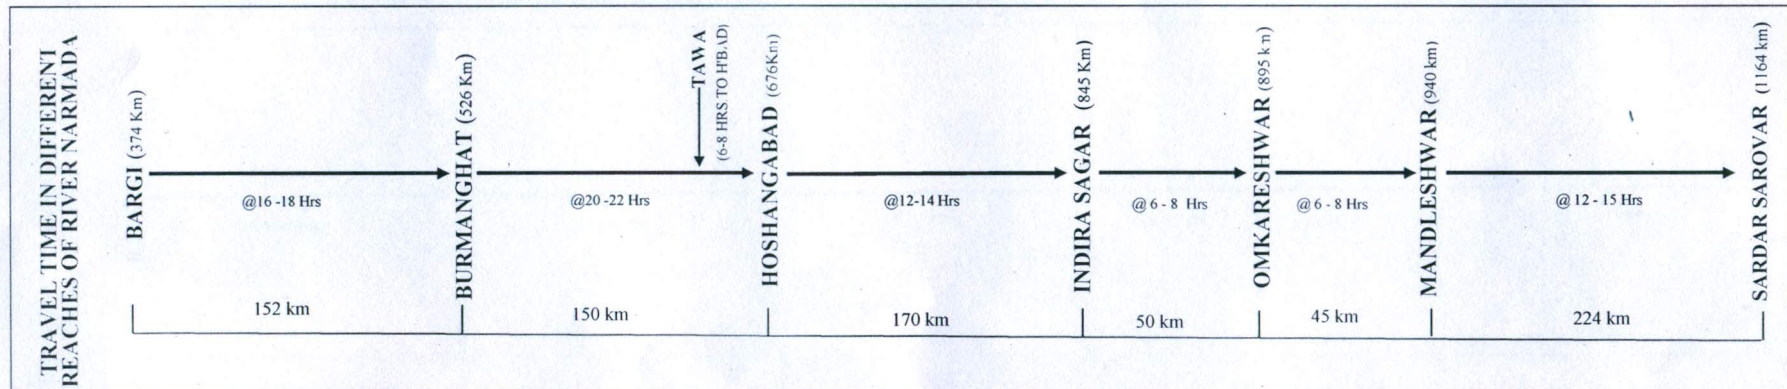 TRAVEL TIME IN DIFFERENT
REACHES OF RIVER NARMADA
BARGI (374 Km)
@16 -18 Hrs
BURMANGHAT (526 Km)
@20 -22 Hrs
TAWA
(6-8 HRS TO H'BAD)
HOSHANGABAD (676Km)
@12-14 Hrs
INDIRA SAGAR (845 Km)
@ 6 - 8 Hrs
OMKARESHWAR (895 km)
@ 6 - 8 Hrs
MANDLESHWAR (940 km)
@ 12 - 15 Hrs
SARDAR SAROVAR (1164 km)
152 km
150 km
170 km
50 km
45 km
224 km